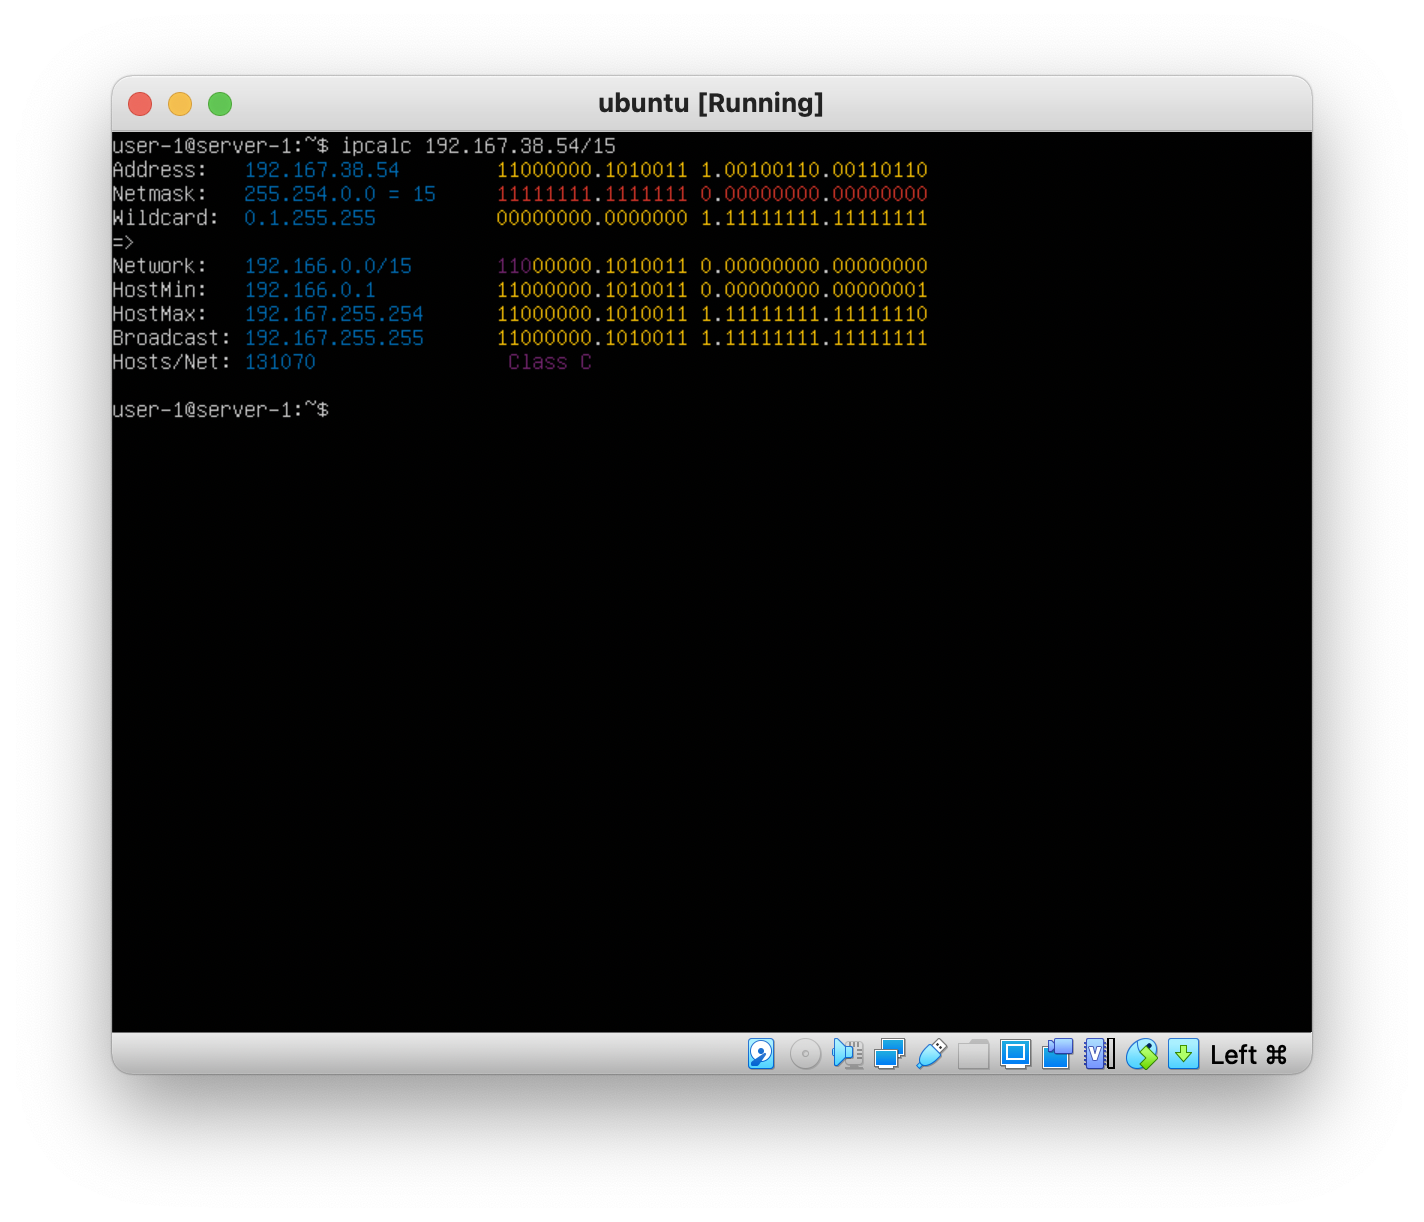 ubuntu [Running]
user-1@server-1:~$ ipcalc 192.167.38.54/15
Address:   192.167.38.54        11000000.1010011 1.00100110.00110110
Netmask:   255.254.0.0 = 15     11111111.1111111 0.00000000.00000000
Wildcard:  0.1.255.255          00000000.0000000 1.11111111.11111111
=>
Network:   192.166.0.0/15       11000000.1010011 0.00000000.00000000
HostMin:   192.166.0.1          11000000.1010011 0.00000000.00000001
HostMax:   192.167.255.254      11000000.1010011 1.11111111.11111110
Broadcast: 192.167.255.255      11000000.1010011 1.11111111.11111111
Hosts/Net: 131070                Class C
user-1@server-1:~$
V
Left ⌘